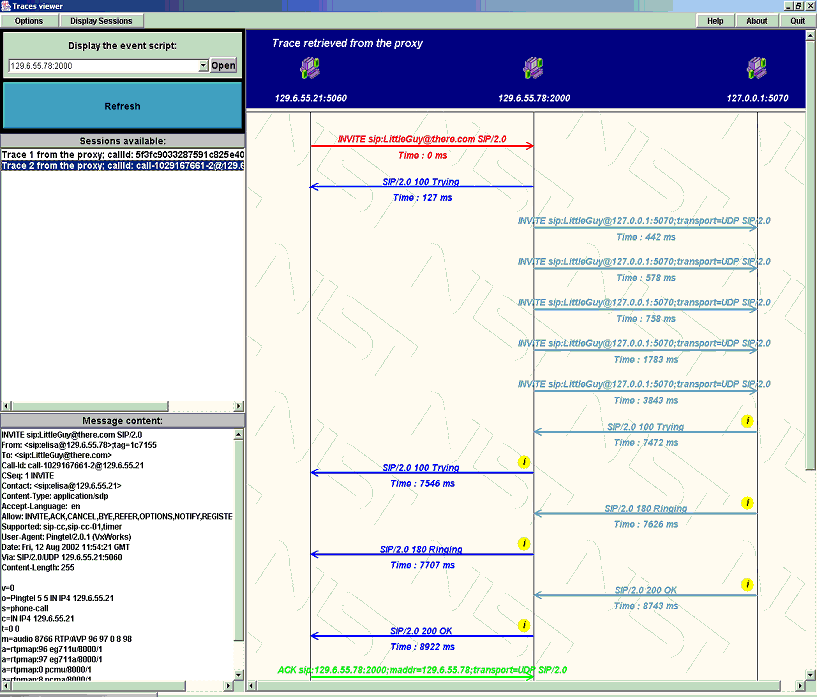 Traces viewer
Options
Display Sessions
Help
About
Quit
Display the event script:
129.6.55.78:2000
Open
Refresh
Sessions available:
Trace 1 from the proxy; callId: 5f3fc9033287591c825e40
Trace 2 from the proxy; callId: call-1029167661-2@129.6
Message content:
INVITE sip:LittleGuy@there.com SIP/2.0
From: <sip:elisa@129.6.55.78>;tag=1c7155
To: <sip:LittleGuy@there.com>
Call-Id: call-1029167661-2@129.6.55.21
CSeq: 1 INVITE
Contact: <sip:elisa@129.6.55.21>
Content-Type: application/sdp
Accept-Language: en
Allow: INVITE,ACK,CANCEL,BYE,REFER,OPTIONS,NOTIFY,REGISTE
Supported: sip-cc,sip-cc-01,timer
User-Agent: Pingtel/2.0.1 (VxWorks)
Date: Fri, 12 Aug 2002 11:54:21 GMT
Via: SIP/2.0/UDP 129.6.55.21:5060
Content-Length: 255
v=0
o=Pingtel 5 5 IN IP4 129.6.55.21
s=phone-call
c=IN IP4 129.6.55.21
t=0 0
m=audio 8766 RTP/AVP 96 97 0 8 98
a=rtpmap:96 eg711u/8000/1
a=rtpmap:97 eg711a/8000/1
a=rtpmap:0 pcmu/8000/1
a=rtpmap:8 pcma/8000/1
Trace retrieved from the proxy
129.6.55.21:5060
129.6.55.78:2000
127.0.0.1:5070
INVITE sip:LittleGuy@there.com SIP/2.0
Time : 0 ms
SIP/2.0 100 Trying
Time : 127 ms
INVITE sip:LittleGuy@127.0.0.1:5070;transport=UDP SIP/2.0
Time : 442 ms
INVITE sip:LittleGuy@127.0.0.1:5070;transport=UDP SIP/2.0
Time : 578 ms
INVITE sip:LittleGuy@127.0.0.1:5070;transport=UDP SIP/2.0
Time : 758 ms
INVITE sip:LittleGuy@127.0.0.1:5070;transport=UDP SIP/2.0
Time : 1783 ms
INVITE sip:LittleGuy@127.0.0.1:5070;transport=UDP SIP/2.0
Time : 3843 ms
i
SIP/2.0 100 Trying
Time : 7472 ms
i
SIP/2.0 100 Trying
Time : 7546 ms
i
SIP/2.0 180 Ringing
Time : 7626 ms
i
SIP/2.0 180 Ringing
Time : 7707 ms
i
SIP/2.0 200 OK
Time : 8743 ms
i
SIP/2.0 200 OK
Time : 8922 ms
ACK sip:129.6.55.78:2000;maddr=129.6.55.78;transport=UDP SIP/2.0